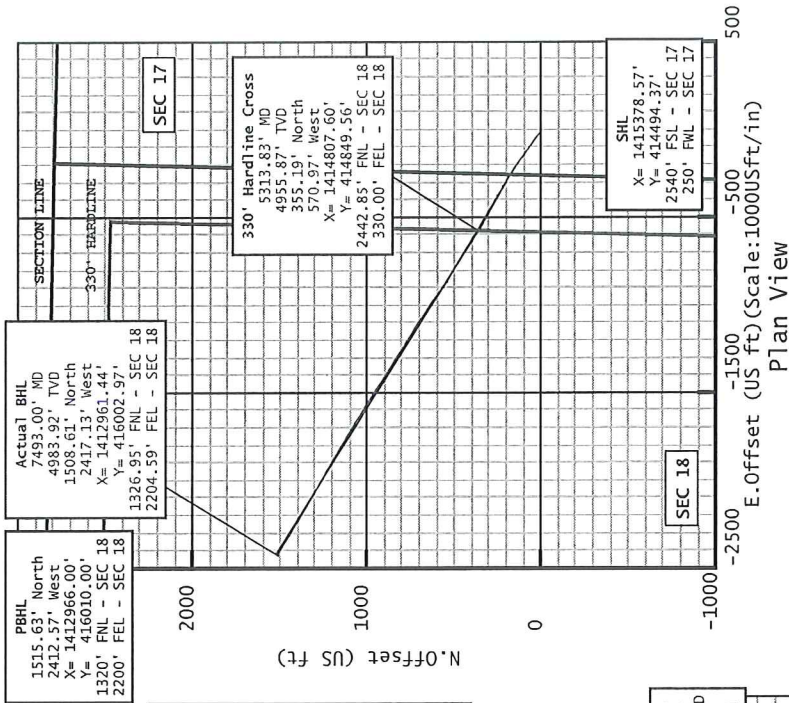 PBHL
1515.63' North
2412.57' West
X= 1412966.00'
Y= 416010.00'
1320' FNL - SEC 18
2200' FEL - SEC 18
Actual BHL
7493.00' MD
4983.92' TVD
1508.61' North
2417.13' West
X= 1412961.44'
Y= 416002.97'
1326.95' FNL - SEC 18
2204.59' FEL - SEC 18
SECTION LINE
330' HARDLINE
SEC 17
330' Hardline Cross
5313.83' MD
4955.87' TVD
355.19' North
570.97' West
X= 1414807.60'
Y= 414849.56'
2442.85' FNL - SEC 18
330.00' FEL - SEC 18
SHL
X= 1415378.57'
Y= 414494.37'
2540' FSL - SEC 17
250' FWL - SEC 17
SEC 18
2000
1000
0
-1000
N.Offset (US ft)
-2500
-1500
-500
500
E.Offset (US ft)(Scale:1000USft/in)
Plan View
D